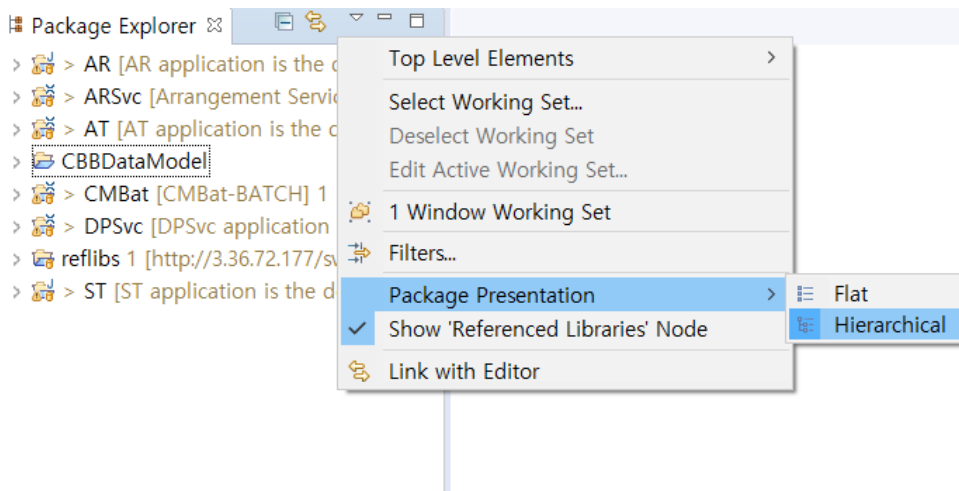 Package Explorer
> AR [AR application is the d
> ARSvc [Arrangement Servic
> AT [AT application is the d
CBBDataModel
> CMBat [CMBat-BATCH] 1
> DPSvc [DPSvc application
reflibs 1 [http://3.36.72.177/sv
> ST [ST application is the d
Top Level Elements
Select Working Set...
Deselect Working Set
Edit Active Working Set...
1 Window Working Set
Filters...
Package Presentation
Show 'Referenced Libraries' Node
Link with Editor
Flat
Hierarchical